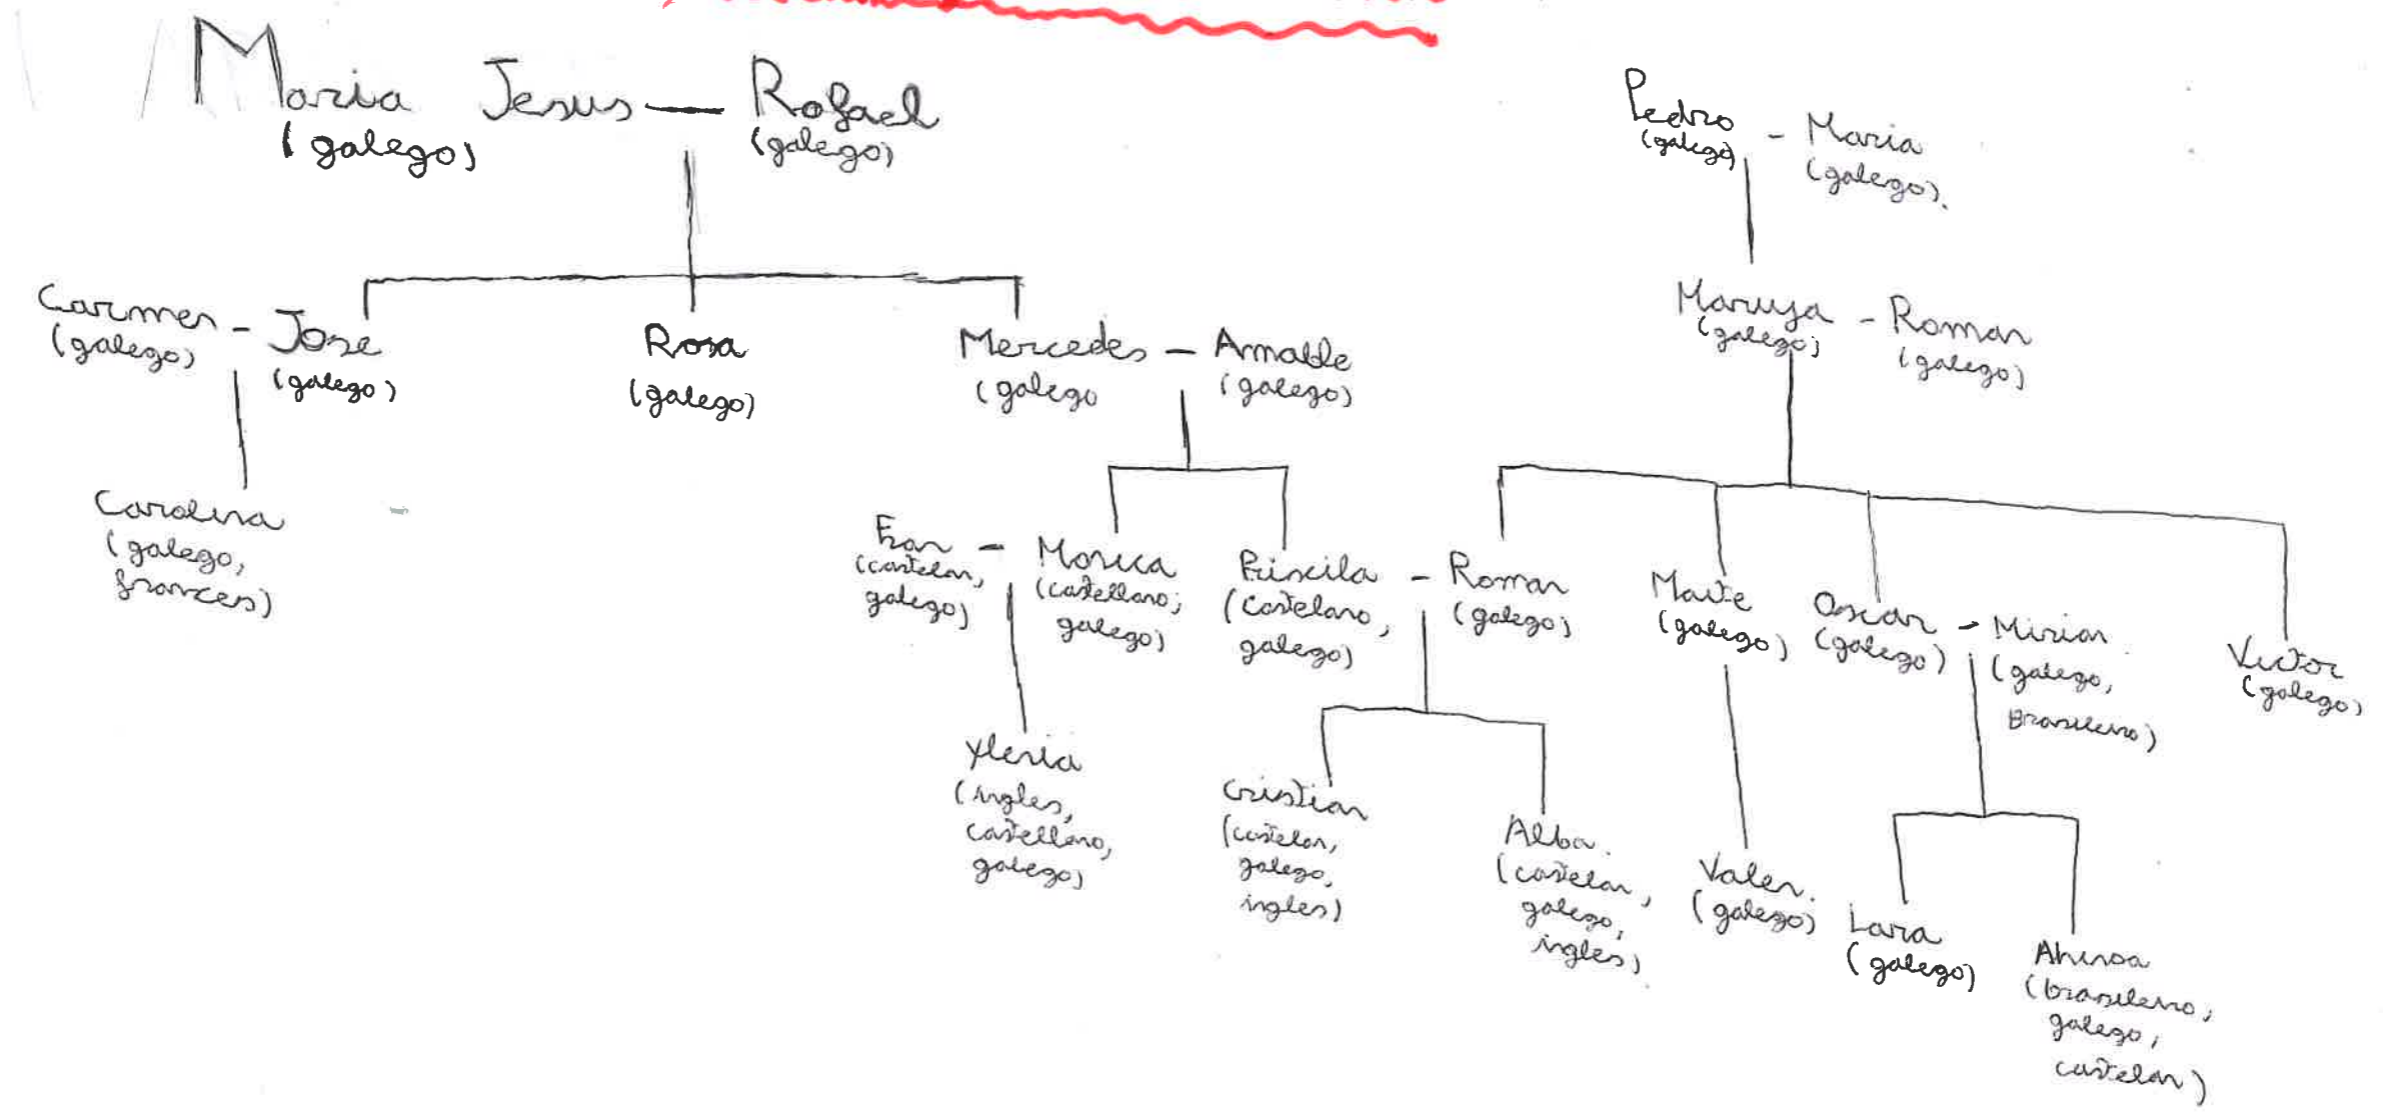 Maria Jesus — Rafael
(galego)
(galego)
Pedro - Maria
(galego)
(galego).
Carmen - Jose
(galego)
(galego)
Rosa
(galego)
Mercedes - Amable
(galego
(galego)
Maruja - Roman
(galego)
(galego)
Carolina
(galego,
frances)
Fran - Monica
(castelan,
galego)
(castellano,
galego)
Priscila - Roman
(Castelano,
galego)
(galego)
Maite
(galego)
Oscar - Mirian
(galego)
(galego,
Brasileiro)
Victor
(galego)
Ylenia
(ingles,
castellano,
galego)
Cristian
(castelan,
galego,
ingles)
Alba.
(castelan,
galego,
ingles)
Valen.
(galego)
Lara
(galego)
Ahinoa
(brasileiro,
galego,
castelan)